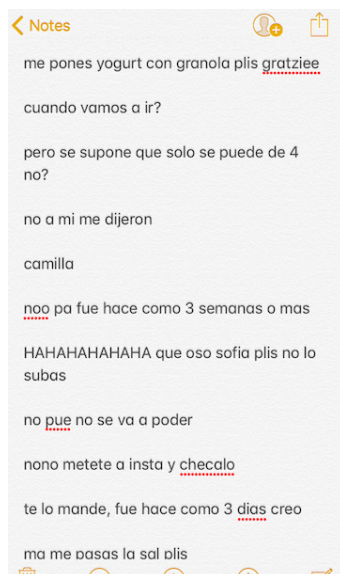 Notes
me pones yogurt con granola plis gratziee
cuando vamos a ir?
pero se supone que solo se puede de 4
no?
no a mi me dijeron
camilla
noo pa fue hace como 3 semanas o mas
HAHAHAHAHAHA que oso sofia plis no lo
subas
no pue no se va a poder
nono metete a insta y checalo
te lo mande, fue hace como 3 dias creo
ma me pasas la sal plis